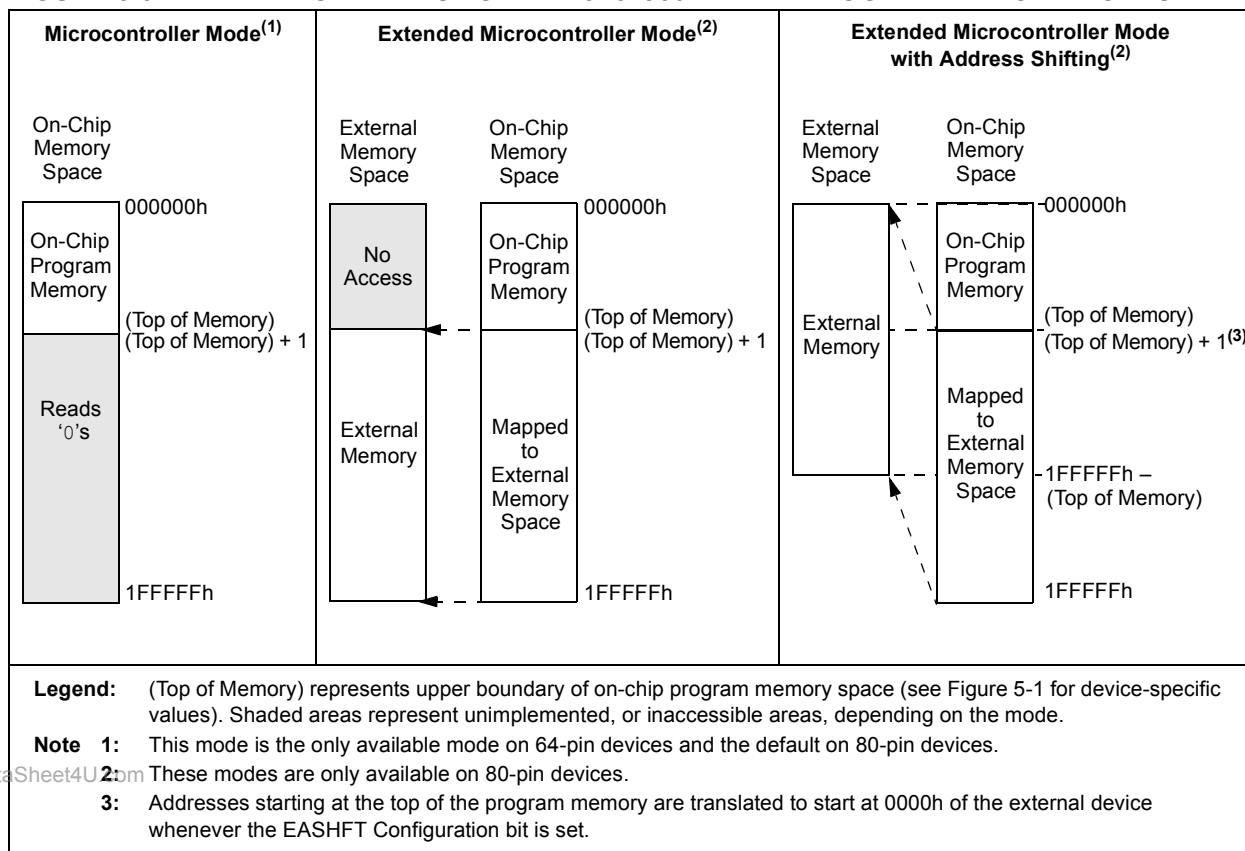 Microcontroller Mode(1)
On-Chip
Memory
Space
000000h
On-Chip
Program
Memory
(Top of Memory)
(Top of Memory) + 1
Reads
‘0’s
1FFFFFh
Extended Microcontroller Mode(2)
External
Memory
Space
On-Chip
Memory
Space
000000h
No
Access
On-Chip
Program
Memory
(Top of Memory)
(Top of Memory) + 1
External
Memory
Mapped
to
External
Memory
Space
1FFFFFh
Extended Microcontroller Mode
with Address Shifting(2)
External
Memory
Space
On-Chip
Memory
Space
000000h
On-Chip
Program
Memory
External
Memory
(Top of Memory)
(Top of Memory) + 1(3)
Mapped
to
External
Memory
Space
1FFFFFh –
(Top of Memory)
1FFFFFh
Legend: (Top of Memory) represents upper boundary of on-chip program memory space (see Figure 5-1 for device-specific
values). Shaded areas represent unimplemented, or inaccessible areas, depending on the mode.
Note 1: This mode is the only available mode on 64-pin devices and the default on 80-pin devices.
2: These modes are only available on 80-pin devices.
3: Addresses starting at the top of the program memory are translated to start at 0000h of the external device
whenever the EASHFT Configuration bit is set.